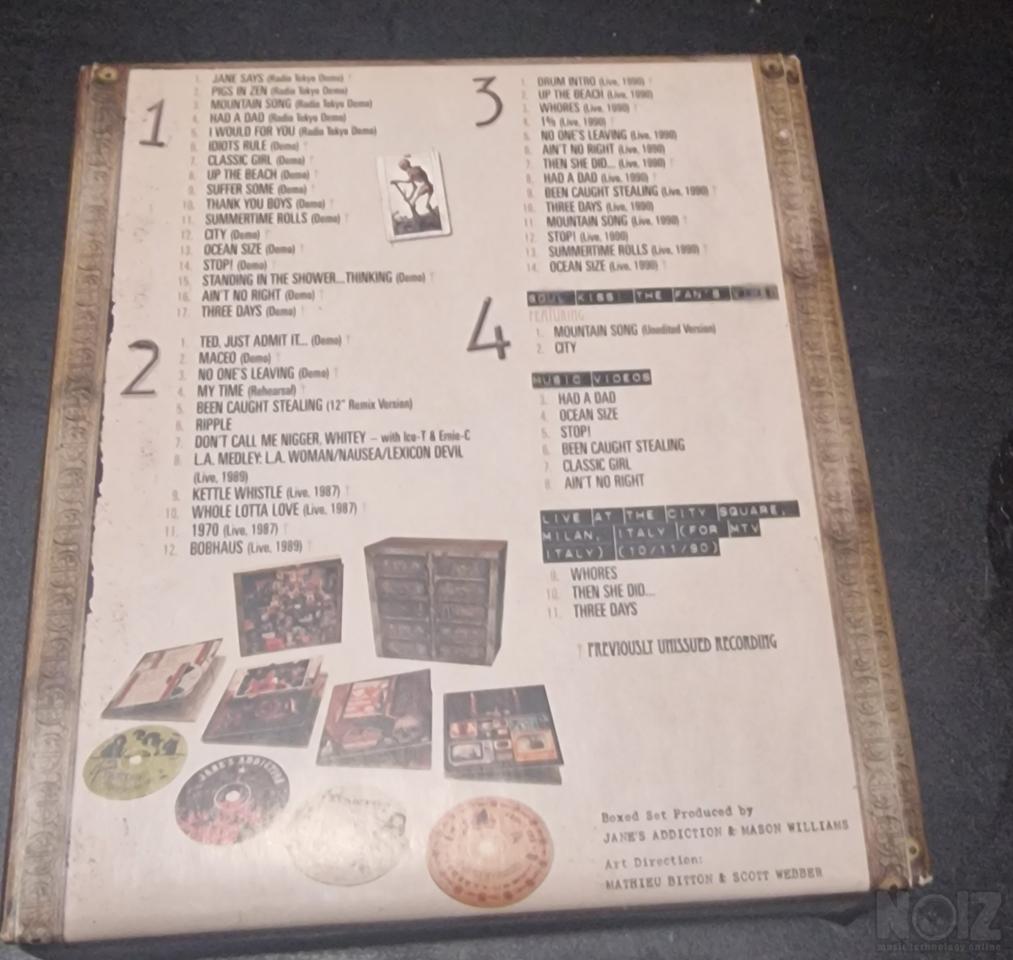 1
1. JANE SAYS (Radio Tokyo Demo) †
2. PIGS IN ZEN (Radio Tokyo Demo)
3. MOUNTAIN SONG (Radio Tokyo Demo)
4. HAD A DAD (Radio Tokyo Demo)
5. I WOULD FOR YOU (Radio Tokyo Demo)
6. IDIOTS RULE (Demo) †
7. CLASSIC GIRL (Demo) †
8. UP THE BEACH (Demo) †
9. SUFFER SOME (Demo) †
10. THANK YOU BOYS (Demo) †
11. SUMMERTIME ROLLS (Demo) †
12. CITY (Demo) †
13. OCEAN SIZE (Demo) †
14. STOP! (Demo) †
15. STANDING IN THE SHOWER...THINKING (Demo) †
16. AIN'T NO RIGHT (Demo) †
17. THREE DAYS (Demo) †
2
1. TED, JUST ADMIT IT... (Demo) †
2. MACEO (Demo) †
3. NO ONE'S LEAVING (Demo) †
4. MY TIME (Rehearsal) †
5. BEEN CAUGHT STEALING (12" Remix Version)
6. RIPPLE
7. DON'T CALL ME NIGGER, WHITEY – with Ice-T & Ernie-C
8. L.A. MEDLEY: L.A. WOMAN/NAUSEA/LEXICON DEVIL
(Live, 1989)
9. KETTLE WHISTLE (Live, 1987) †
10. WHOLE LOTTA LOVE (Live, 1987) †
11. 1970 (Live, 1987) †
12. BOBHAUS (Live, 1989) †
3
1. DRUM INTRO (Live, 1990) †
2. UP THE BEACH (Live, 1990) †
3. WHORES (Live, 1990) †
4. 1% (Live, 1990) †
5. NO ONE'S LEAVING (Live, 1990) †
6. AIN'T NO RIGHT (Live, 1990) †
7. THEN SHE DID... (Live, 1990) †
8. HAD A DAD (Live, 1990) †
9. BEEN CAUGHT STEALING (Live, 1990) †
10. THREE DAYS (Live, 1990)
11. MOUNTAIN SONG (Live, 1990) †
12. STOP! (Live, 1990)
13. SUMMERTIME ROLLS (Live, 1990) †
14. OCEAN SIZE (Live, 1990) †
4
SOUL KISS: THE FAN'S VIDEO
FEATURING
1. MOUNTAIN SONG (Unedited Version)
2. CITY
MUSIC VIDEOS
3. HAD A DAD
4. OCEAN SIZE
5. STOP!
6. BEEN CAUGHT STEALING
7. CLASSIC GIRL
8. AIN'T NO RIGHT
LIVE AT THE CITY SQUARE,
MILAN, ITALY (FOR MTV
ITALY) (10/11/90)
9. WHORES
10. THEN SHE DID...
11. THREE DAYS
† PREVIOUSLY UNISSUED RECORDING
JANE'S ADDICTION
Boxed Set Produced by
JANE'S ADDICTION & MASON WILLIAMS
Art Direction:
MATHIEU BITTON & SCOTT WEBBER
NOIZ
music technology online